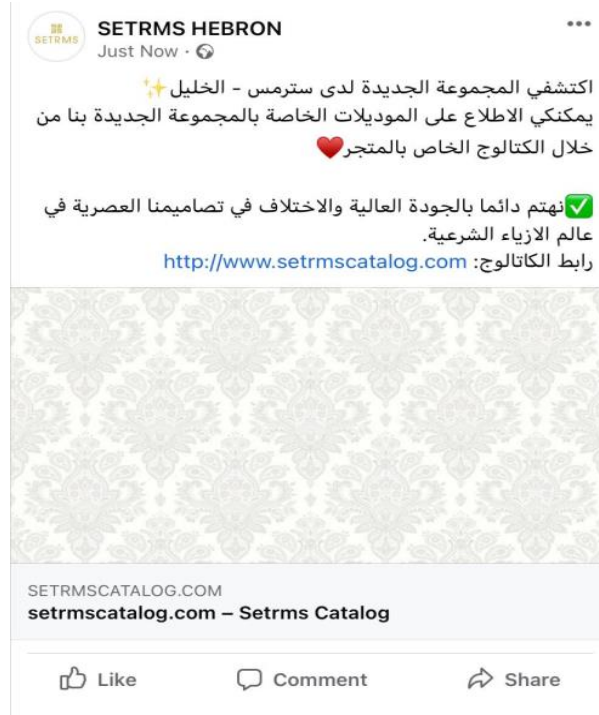 SETRMS
SETRMS HEBRON
Just Now
اكتشفي المجموعة الجديدة لدى سترمس - الخليل✨
يمكنكي الاطلاع على الموديلات الخاصة بالمجموعة الجديدة بنا من
خلال الكتالوج الخاص بالمتجر♥️
✅نهتم دائما بالجودة العالية والاختلاف في تصاميمنا العصرية في
عالم الازياء الشرعية.
رابط الكاتالوج: http://www.setrmscatalog.com
SETRMSCATALOG.COM
setrmscatalog.com – Setrms Catalog
Like Comment Share